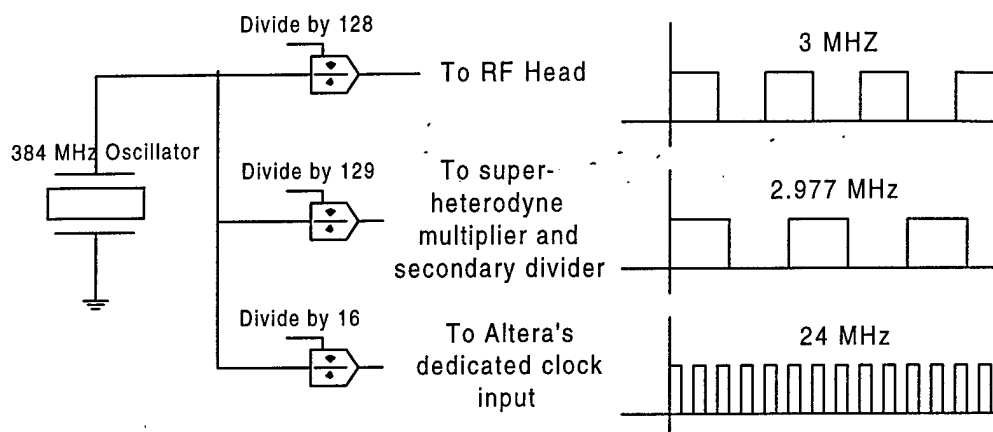 Divide by 128
To RF Head
3 MHZ
384 MHz Oscillator
Divide by 129
To super-
heterodyne
multiplier and
secondary divider
2.977 MHz
Divide by 16
To Altera's
dedicated clock
input
24 MHz